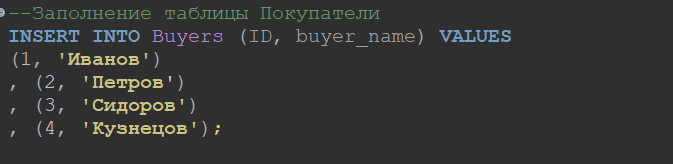 --Заполнение таблицы Покупатели
INSERT INTO Buyers (ID, buyer_name) VALUES
(1, 'Иванов')
, (2, 'Петров')
, (3, 'Сидоров')
, (4, 'Кузнецов');